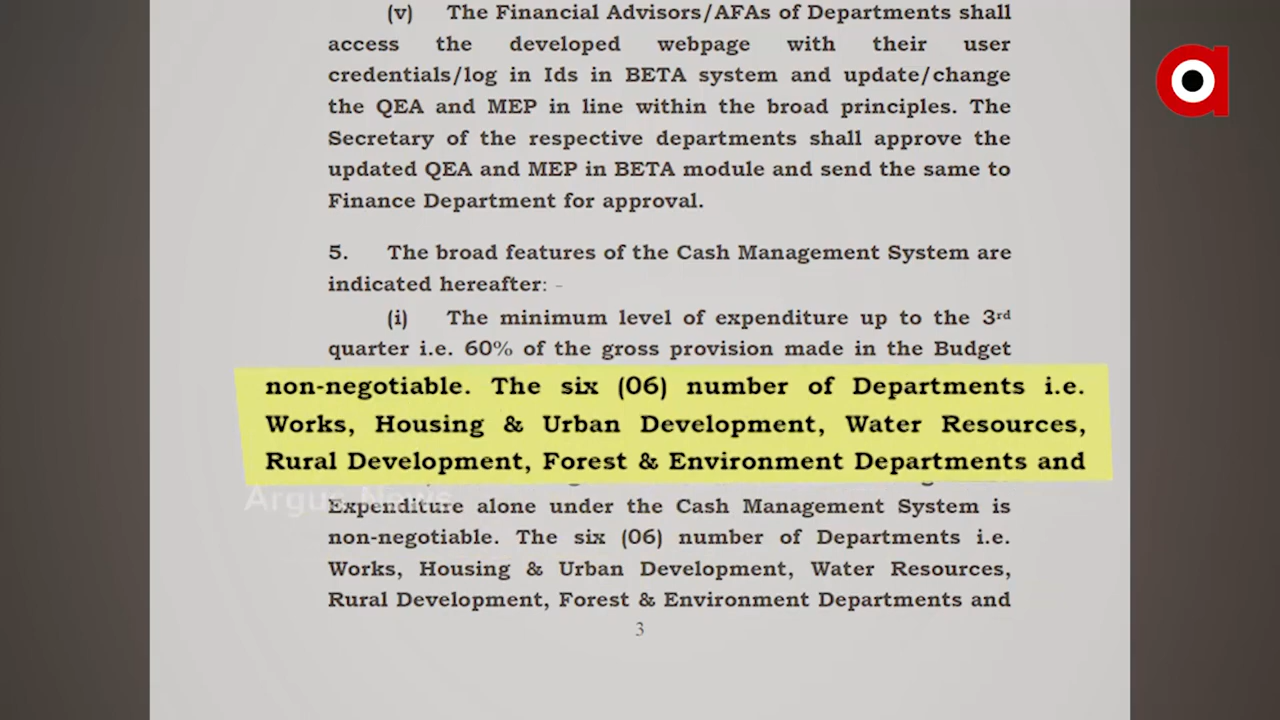 (v) The Financial Advisors/AFAs of Departments shall
access the developed webpage with their user
credentials/log in Ids in BETA system and update/change
the QEA and MEP in line within the broad principles. The
Secretary of the respective departments shall approve the
updated QEA and MEP in BETA module and send the same to
Finance Department for approval.
5. The broad features of the Cash Management System are
indicated hereafter: -
(i) The minimum level of expenditure up to the 3rd
quarter i.e. 60% of the gross provision made in the Budget
non-negotiable. The six (06) number of Departments i.e.
Works, Housing & Urban Development, Water Resources,
Rural Development, Forest & Environment Departments and
Argus News
Expenditure alone under the Cash Management System is
non-negotiable. The six (06) number of Departments i.e.
Works, Housing & Urban Development, Water Resources,
Rural Development, Forest & Environment Departments and
3